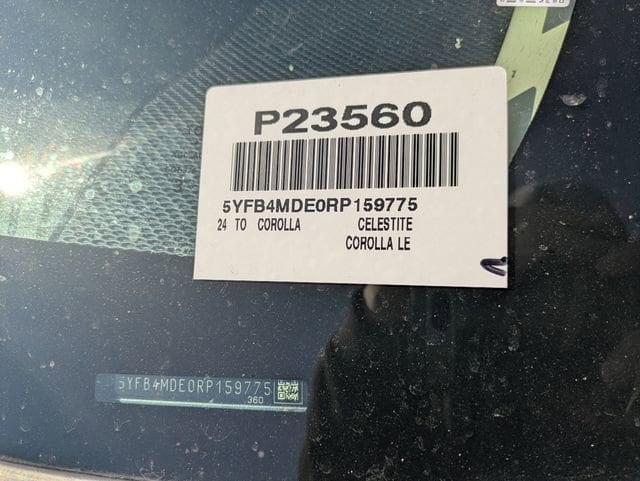 P23560
5YFB4MDE0RP159775
24 TO COROLLA CELESTITE
COROLLA LE
5YFB4MDE0RP159775
360